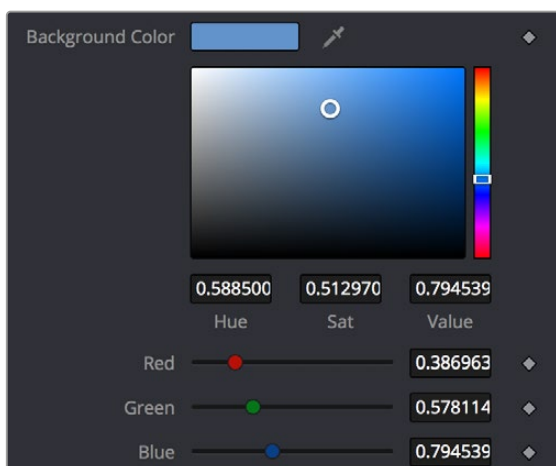 Background Color
0.588500 0.512970 0.794539
Hue Sat Value
Red 0.386963
Green 0.578114
Blue 0.794539